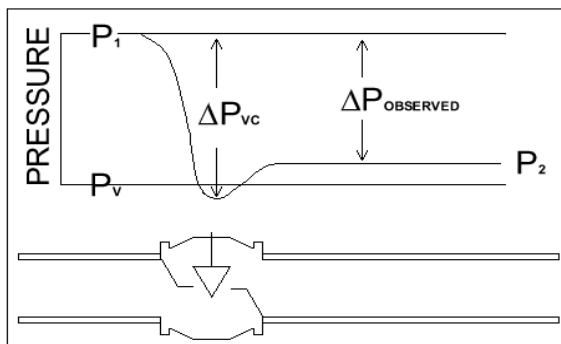 PRESSURE
P₁
ΔPVC
ΔPOBSERVED
P₂
PV